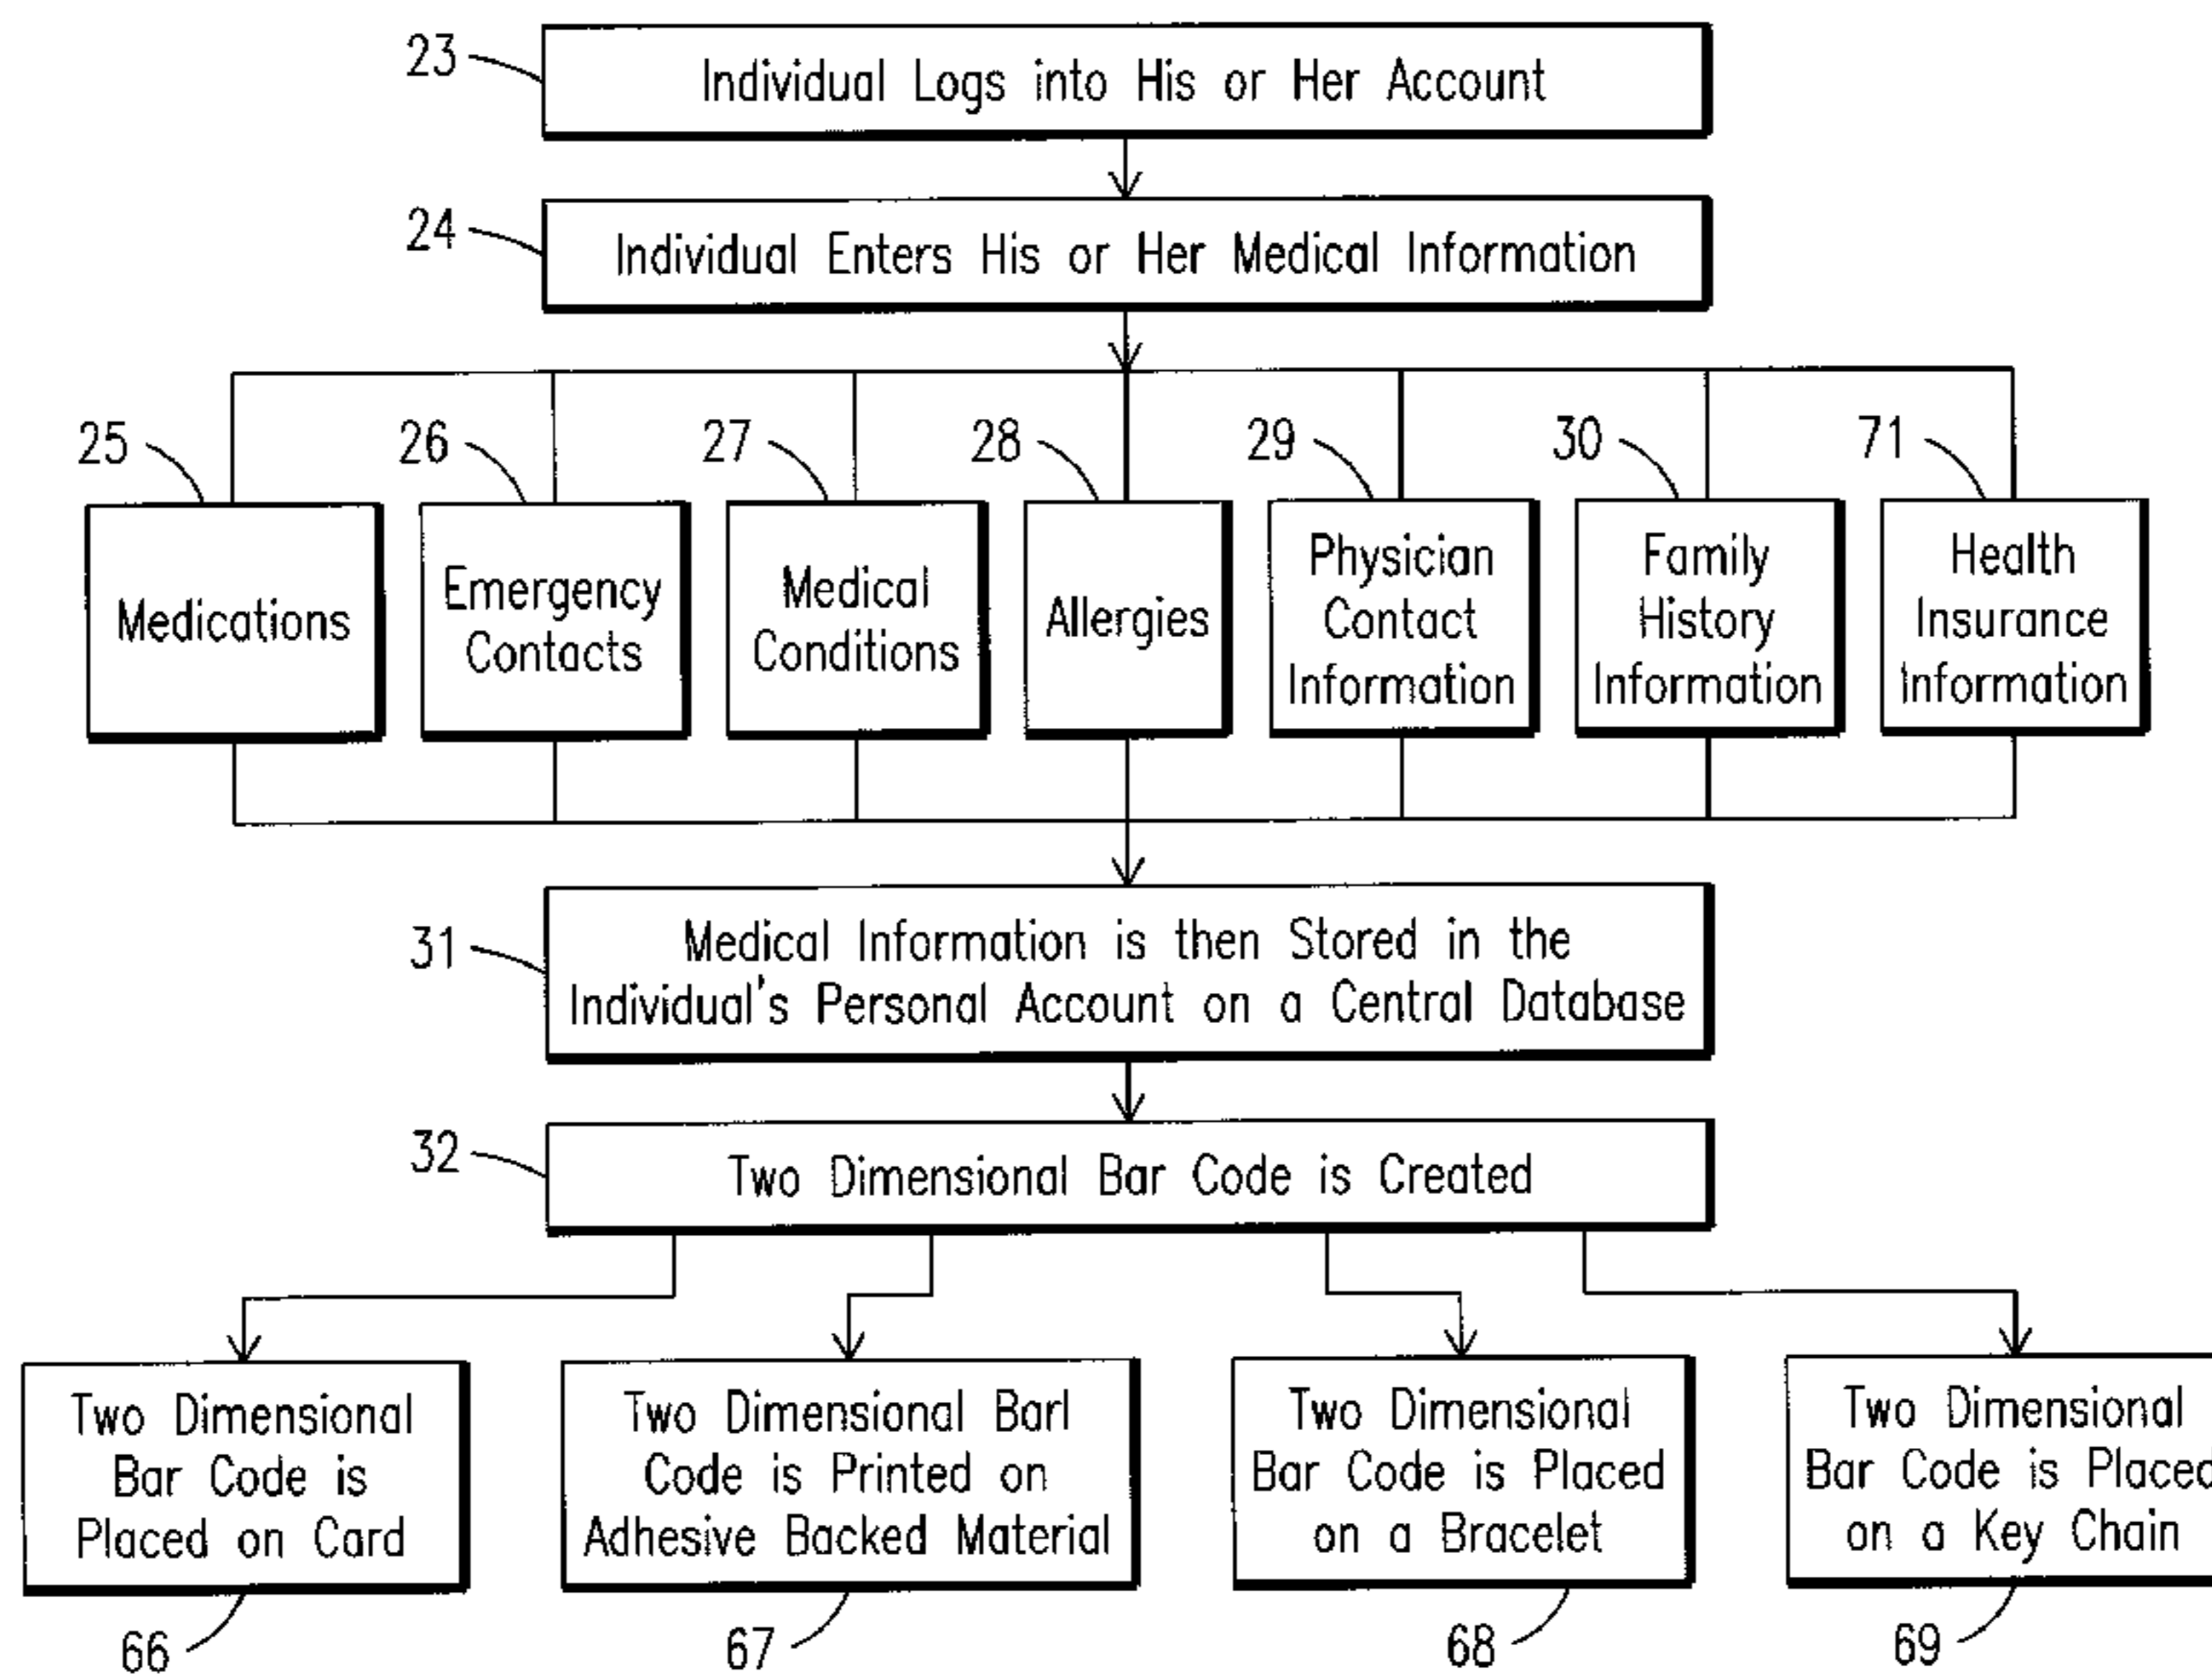 23
Individual Logs into His or Her Account
24
Individual Enters His or Her Medical Information
25
26
27
28
29
30
71
Medications
Emergency
Contacts
Medical
Conditions
Allergies
Physician
Contact
Information
Family
History
Information
Health
Insurance
Information
31
Medical Information is then Stored in the
Individual's Personal Account on a Central Database
32
Two Dimensional Bar Code is Created
Two Dimensional
Bar Code is
Placed on Card
Two Dimensional Barl
Code is Printed on
Adhesive Backed Material
Two Dimensional
Bar Code is Placed
on a Bracelet
Two Dimensional
Bar Code is Placed
on a Key Chain
66
67
68
69